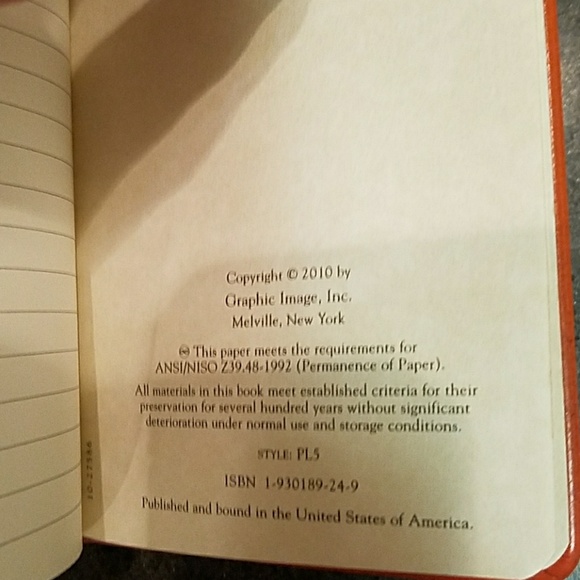 Copyright © 2010 by
Graphic Image, Inc.
Melville, New York
♾ This paper meets the requirements for
ANSI/NISO Z39.48-1992 (Permanence of Paper).
All materials in this book meet established criteria for their
preservation for several hundred years without significant
deterioration under normal use and storage conditions.
STYLE: PL5
ISBN 1-930189-24-9
Published and bound in the United States of America.